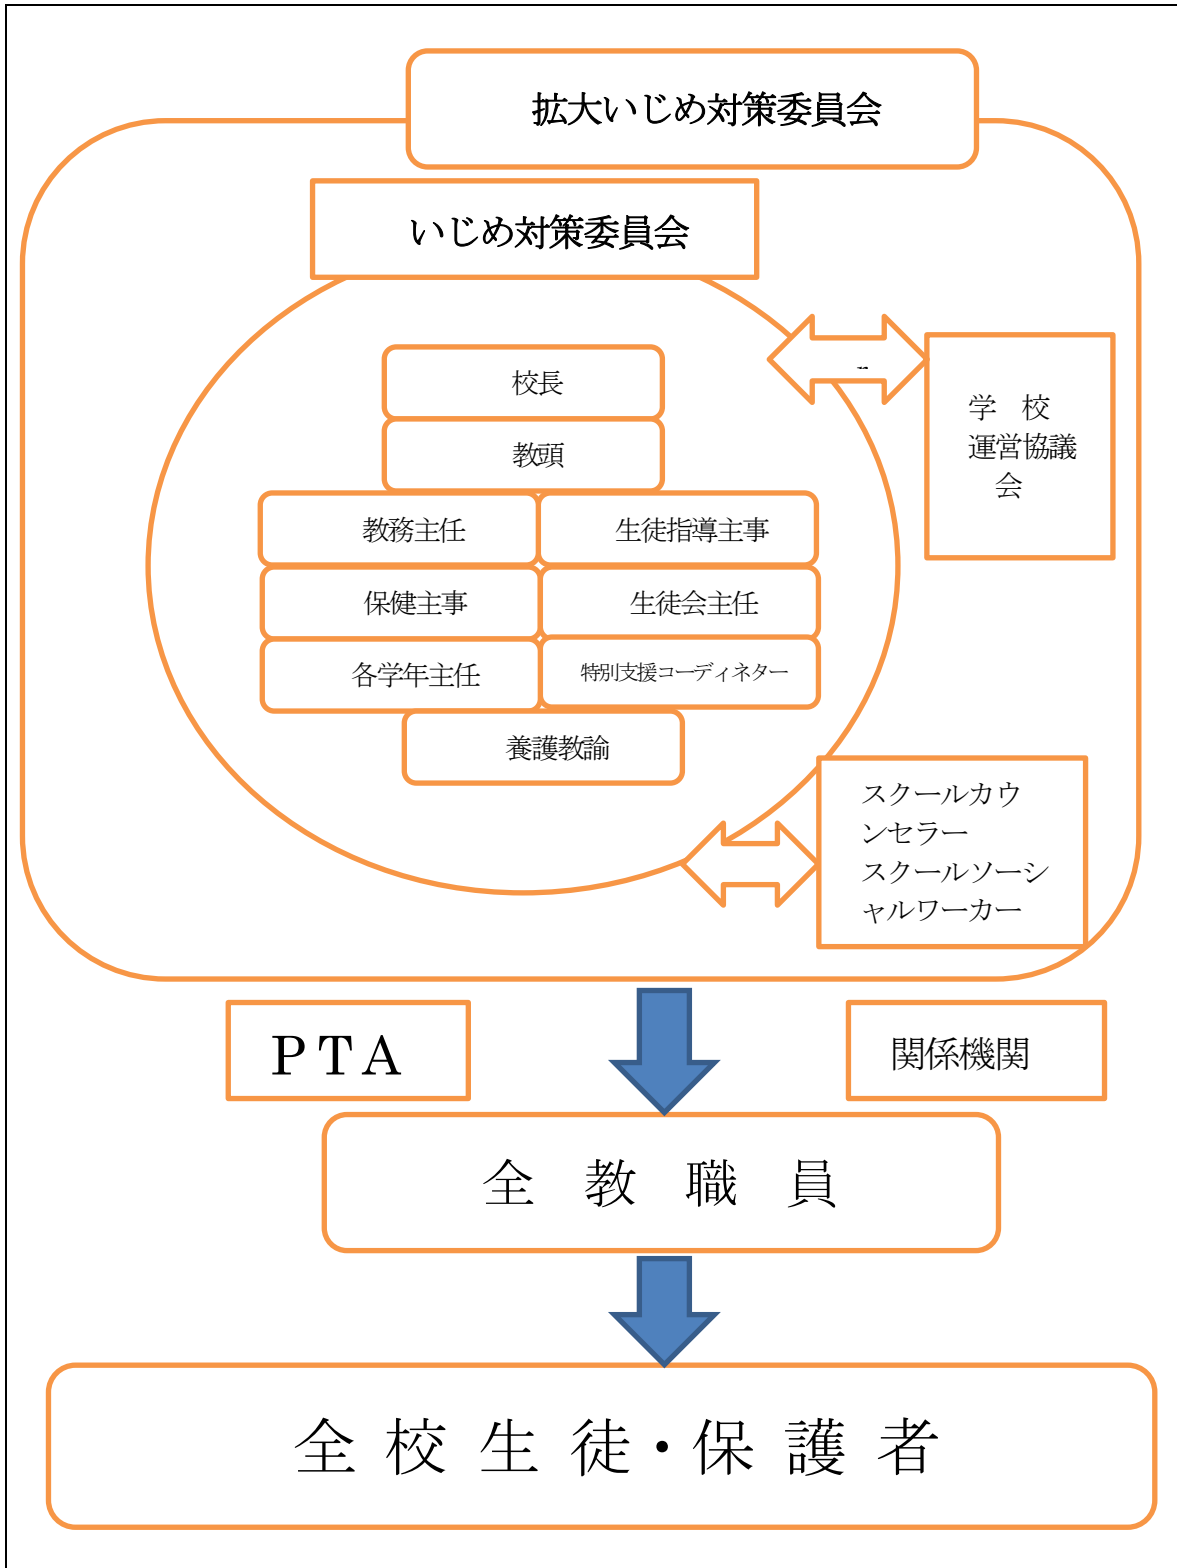 拡大いじめ対策委員会
いじめ対策委員会
校長
教頭
教務主任
生徒指導主事
保健主事
生徒会主任
各学年主任
特別支援コーディネター
養護教諭
学　校
運営協議
会
スクールカウ
ンセラー
スクールソーシ
ャルワーカー
ＰＴＡ
関係機関
全　教　職　員
全 校 生 徒・保 護 者